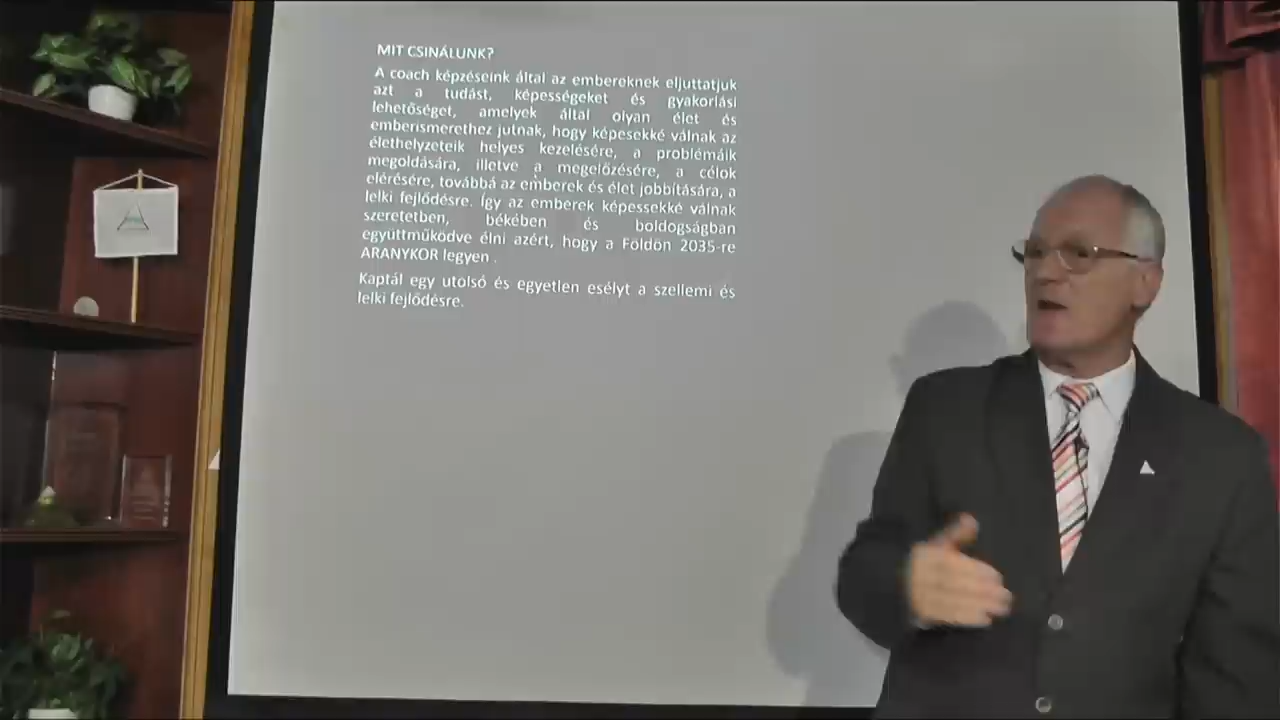 MIT CSINÁLUNK?
A coach képzéseink által az embereknek eljuttatjuk
azt a tudást, képességeket és gyakorlási
lehetőséget, amelyek által olyan élet és
emberismerethez jutnak, hogy képesekké válnak az
élethelyzeteik helyes kezelésére, a problémáik
megoldására, illetve a megelőzésére, a célok
elérésére, továbbá az emberek és élet jobbítására, a
lelki fejlődésre. Így az emberek képessekké válnak
szeretetben, békében és boldogságban
együttműködve élni azért, hogy a Földön 2035-re
ARANYKOR legyen .
Kaptál egy utolsó és egyetlen esélyt a szellemi és
lelki fejlődésre.